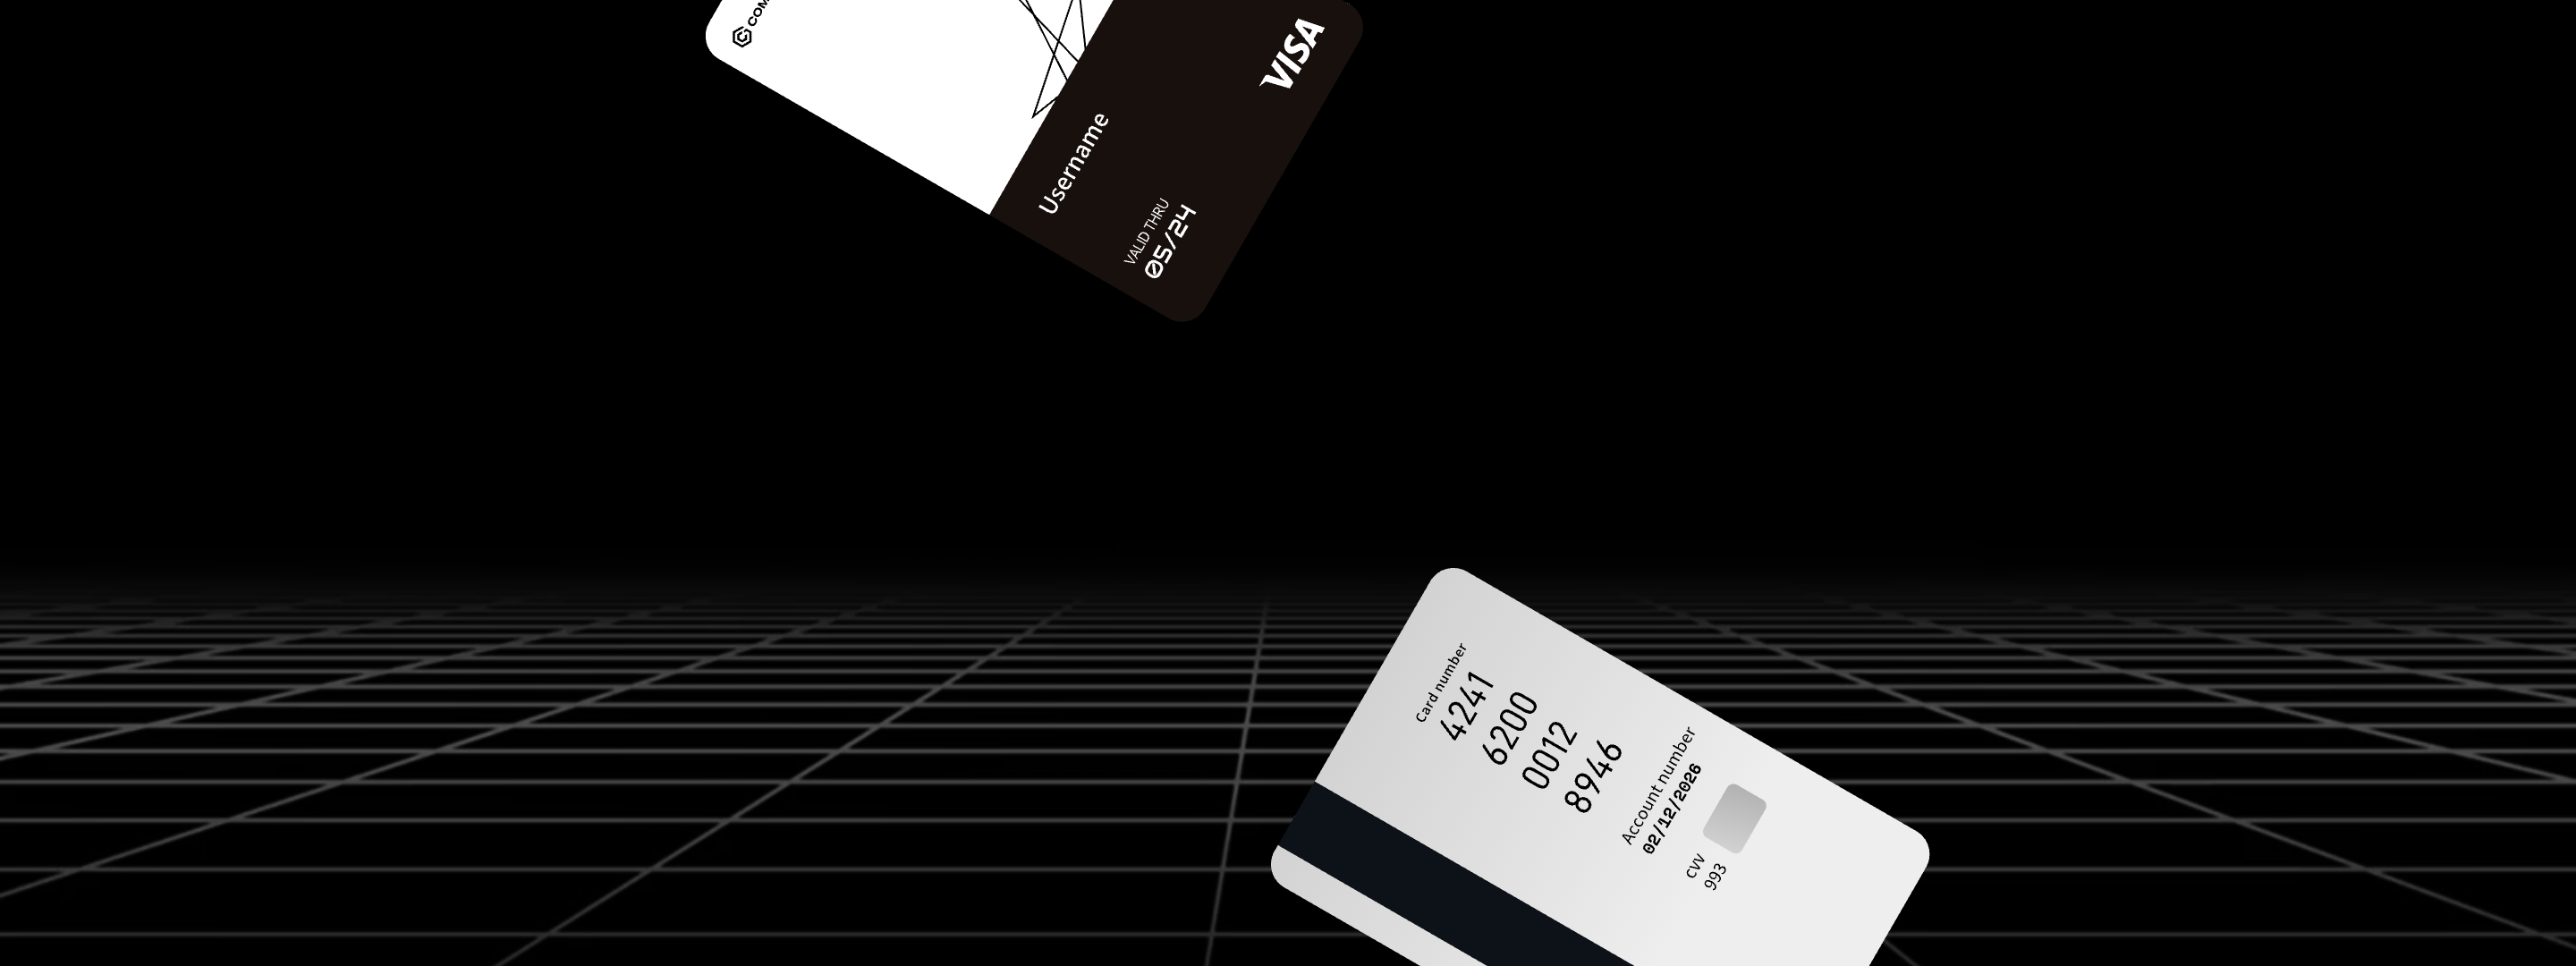 COM
VISA
Username
VALID THRU
05/24
Card number
4241
6200
0012
8946
Account number
02/12/2026
CVV
993